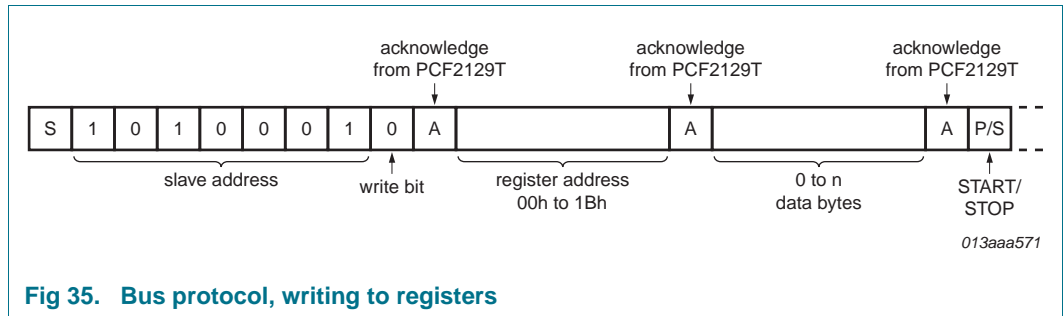 acknowledge
from PCF2129T
acknowledge
from PCF2129T
acknowledge
from PCF2129T
S 1 0 1 0 0 0 1 0 A A A P/S
slave address
write bit
register address
00h to 1Bh
0 to n
data bytes
START/
STOP
013aaa571
Fig 35. Bus protocol, writing to registers